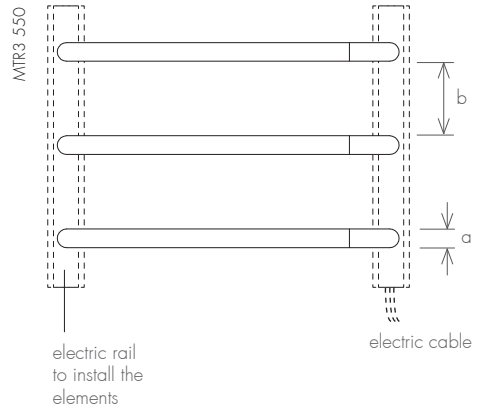 MTR3 550
b
a
electric cable
electric rail
to install the
elements